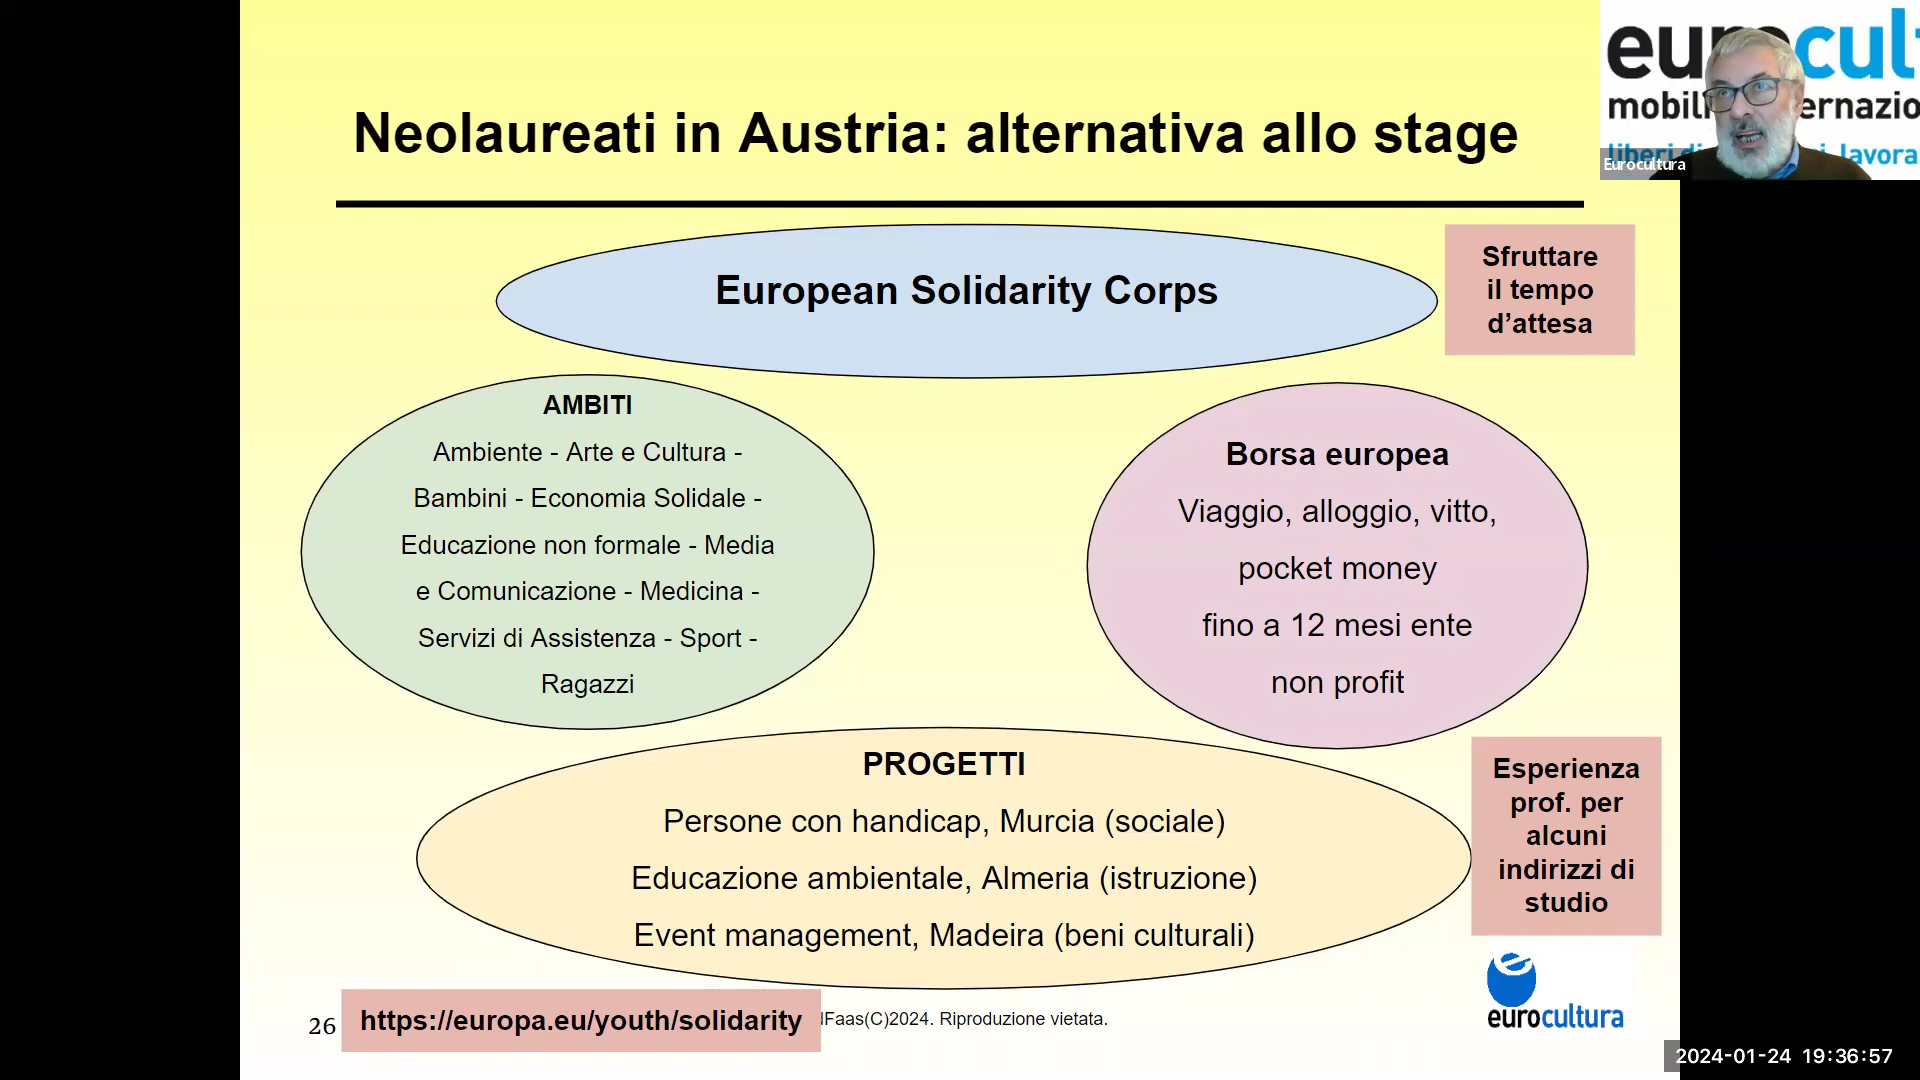 Neolaureati in Austria: alternativa allo stage
European Solidarity Corps
Sfruttare
il tempo
d’attesa
AMBITI
Ambiente - Arte e Cultura -
Bambini - Economia Solidale -
Educazione non formale - Media
e Comunicazione - Medicina -
Servizi di Assistenza - Sport -
Ragazzi
Borsa europea
Viaggio, alloggio, vitto,
pocket money
fino a 12 mesi ente
non profit
PROGETTI
Persone con handicap, Murcia (sociale)
Educazione ambientale, Almeria (istruzione)
Event management, Madeira (beni culturali)
Esperienza
prof. per
alcuni
indirizzi di
studio
26
https://europa.eu/youth/solidarity
dFaas(C)2024. Riproduzione vietata.
eurocultura
Eurocultura
2024-01-24 19:36:57